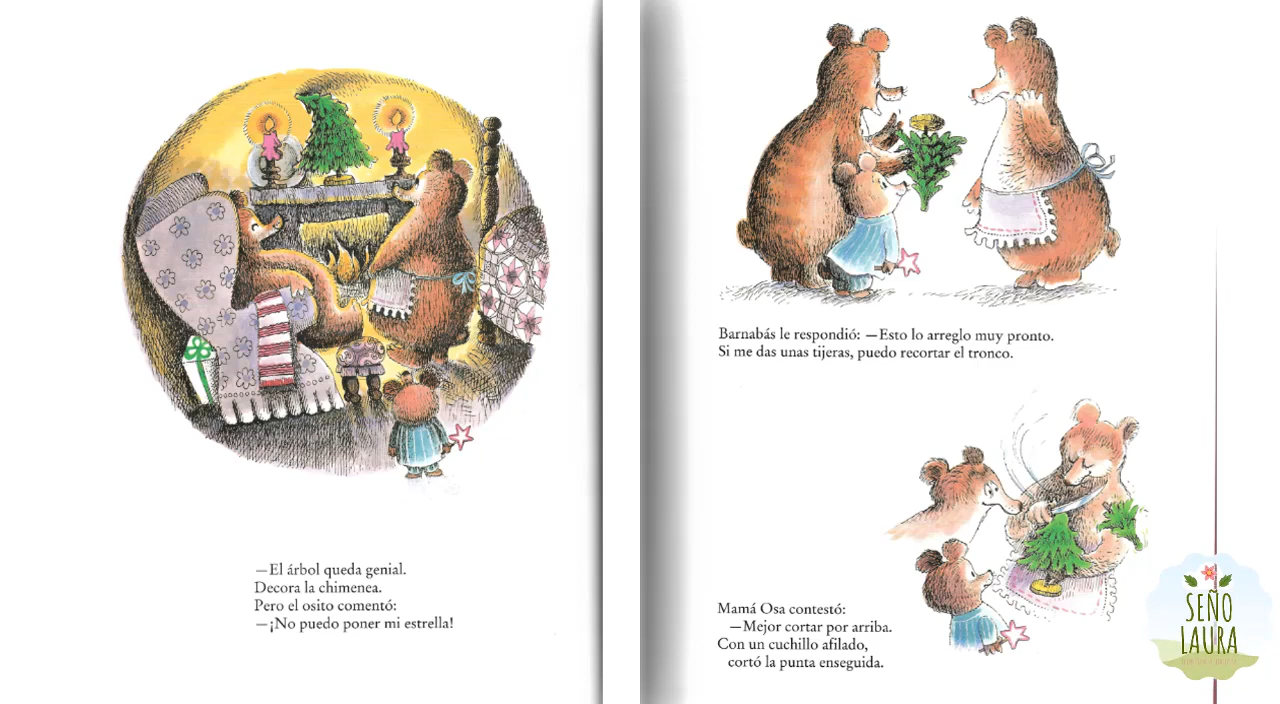 —El árbol queda genial.
Decora la chimenea.
Pero el osito comentó:
—¡No puedo poner mi estrella!
Barnabás le respondió: —Esto lo arreglo muy pronto.
Si me das unas tijeras, puedo recortar el tronco.
Mamá Osa contestó:
—Mejor cortar por arriba.
Con un cuchillo afilado,
cortó la punta enseguida.
SEÑO
LAURA